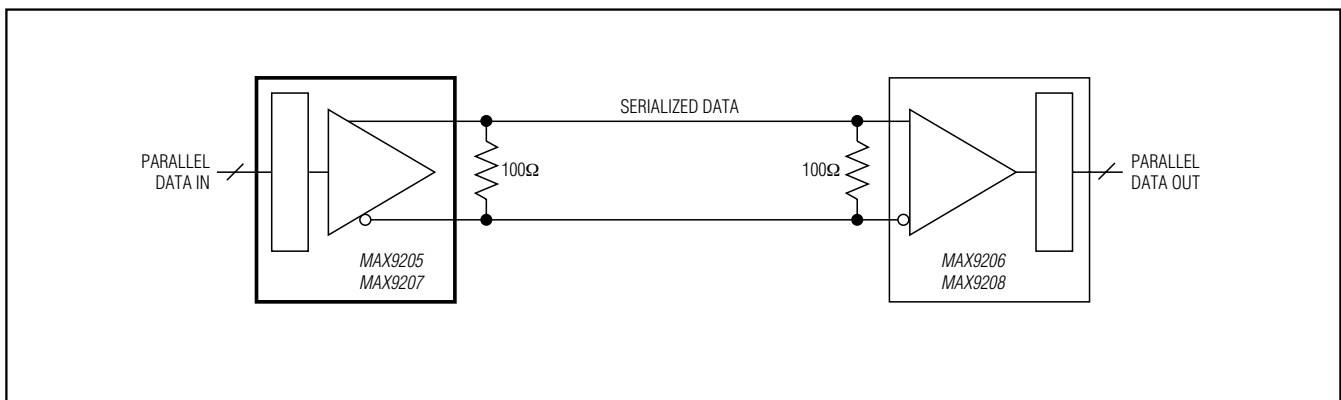 SERIALIZED DATA
PARALLEL
DATA IN
100Ω
100Ω
PARALLEL
DATA OUT
MAX9205
MAX9207
MAX9206
MAX9208